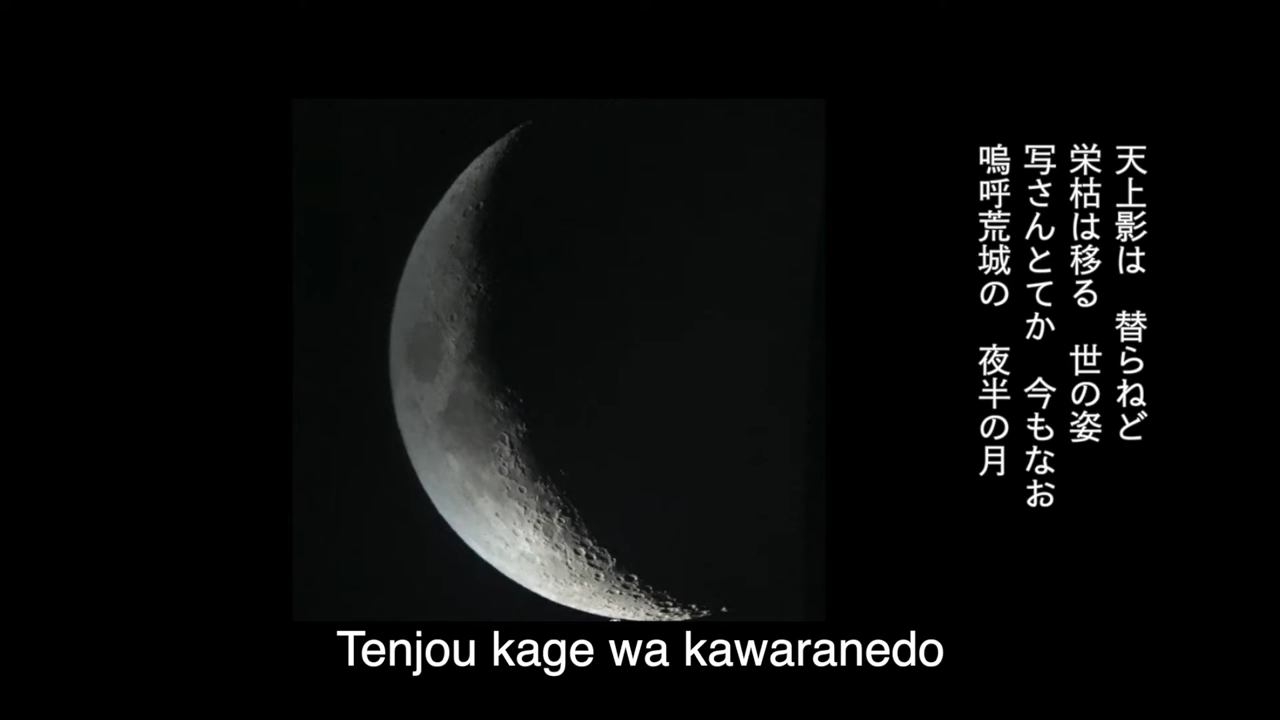 天上影は　替らねど
栄枯は移る　世の姿
写さんとてか　今もなお
嗚呼荒城の　夜半の月
Tenjou kage wa kawaranedo